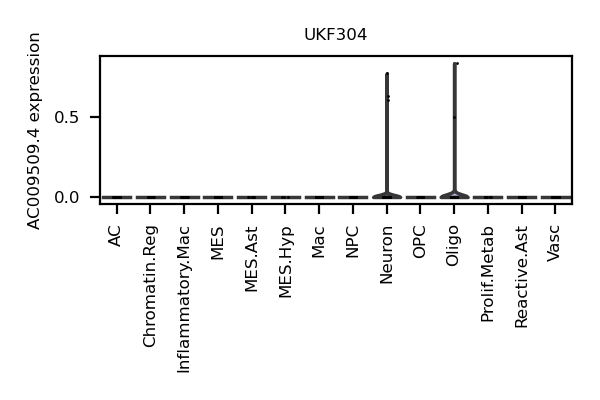 UKF304
AC009509.4 expression
0.5
0.0
AC
Chromatin.Reg
Inflammatory.Mac
MES
MES.Ast
MES.Hyp
Mac
NPC
Neuron
OPC
Oligo
Prolif.Metab
Reactive.Ast
Vasc